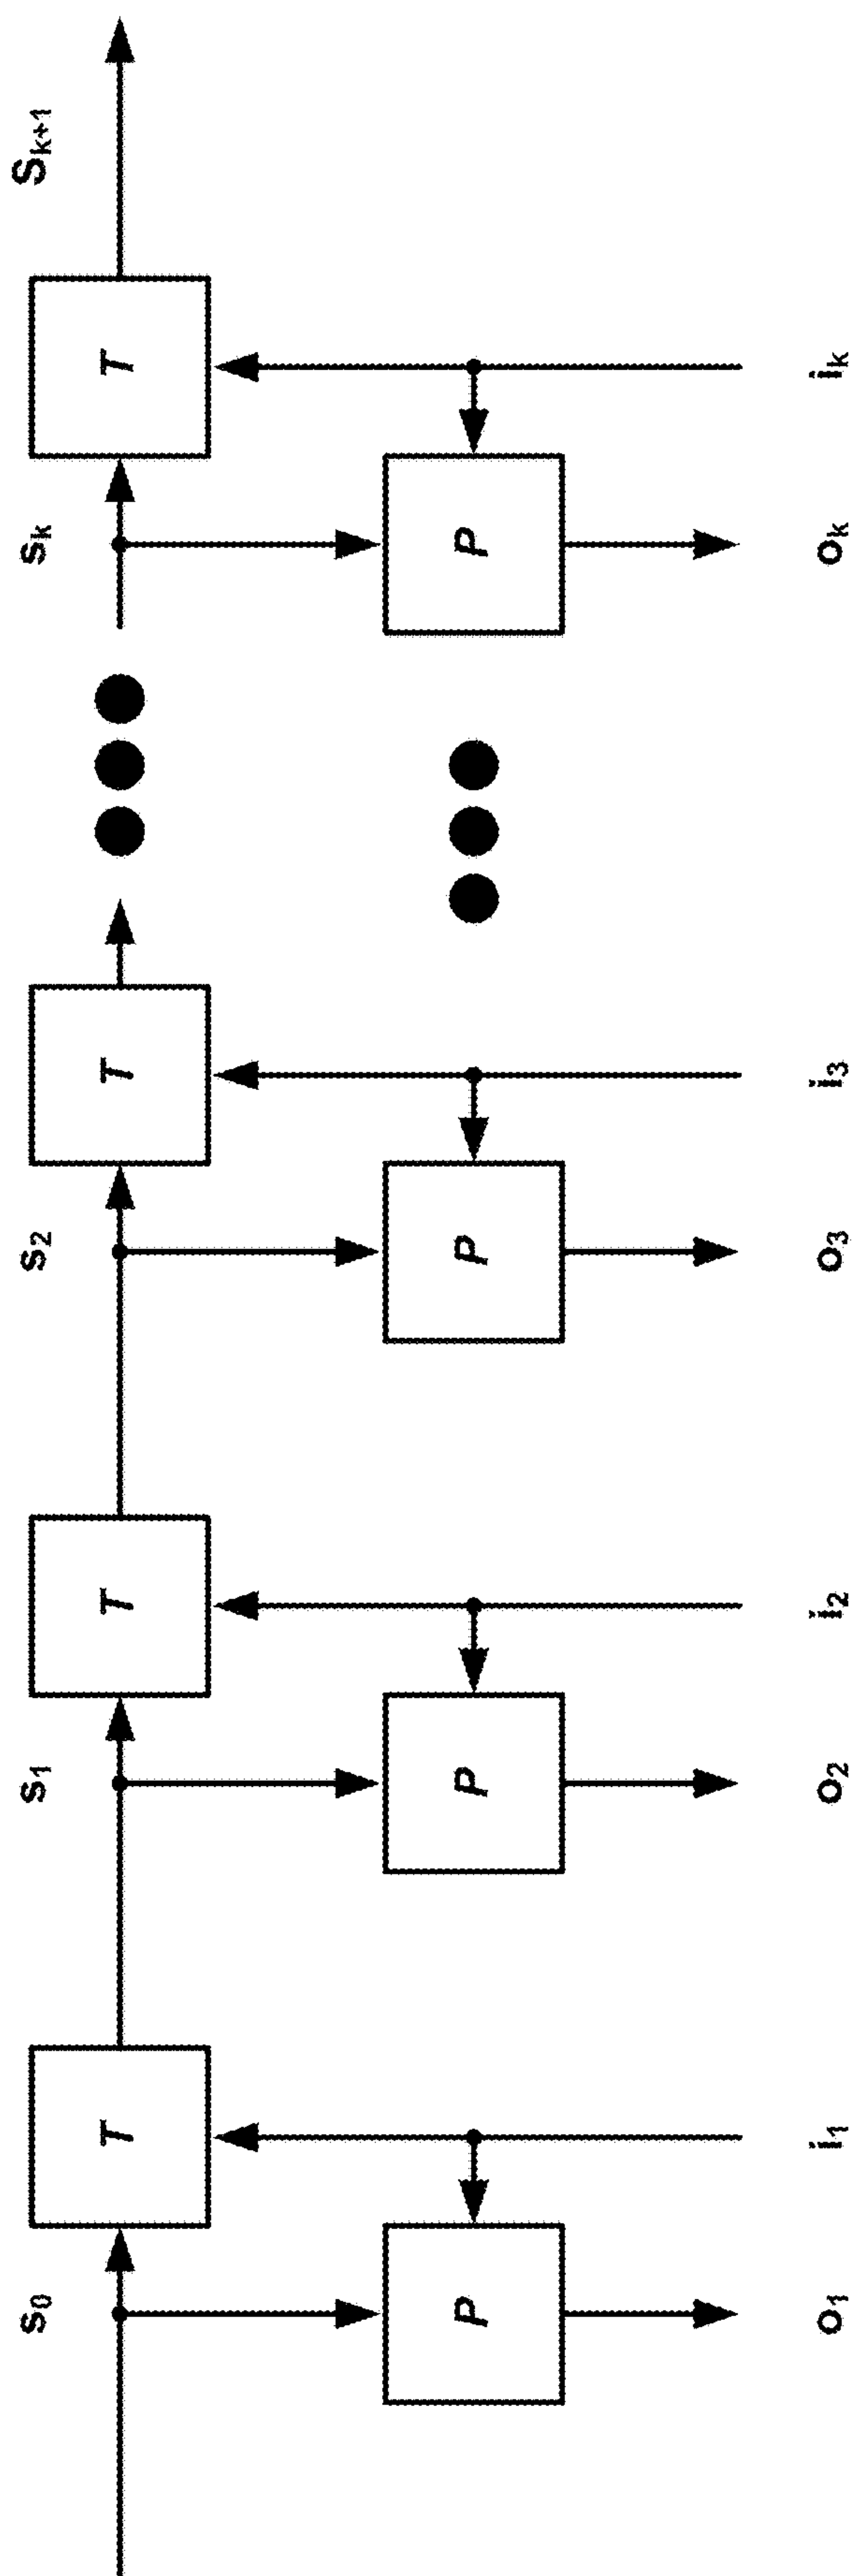 s₀ s₁ s₂ sₖ Sₖ₊₁
T T T T
P P P P
o₁ i₁ o₂ i₂ o₃ i₃ oₖ iₖ